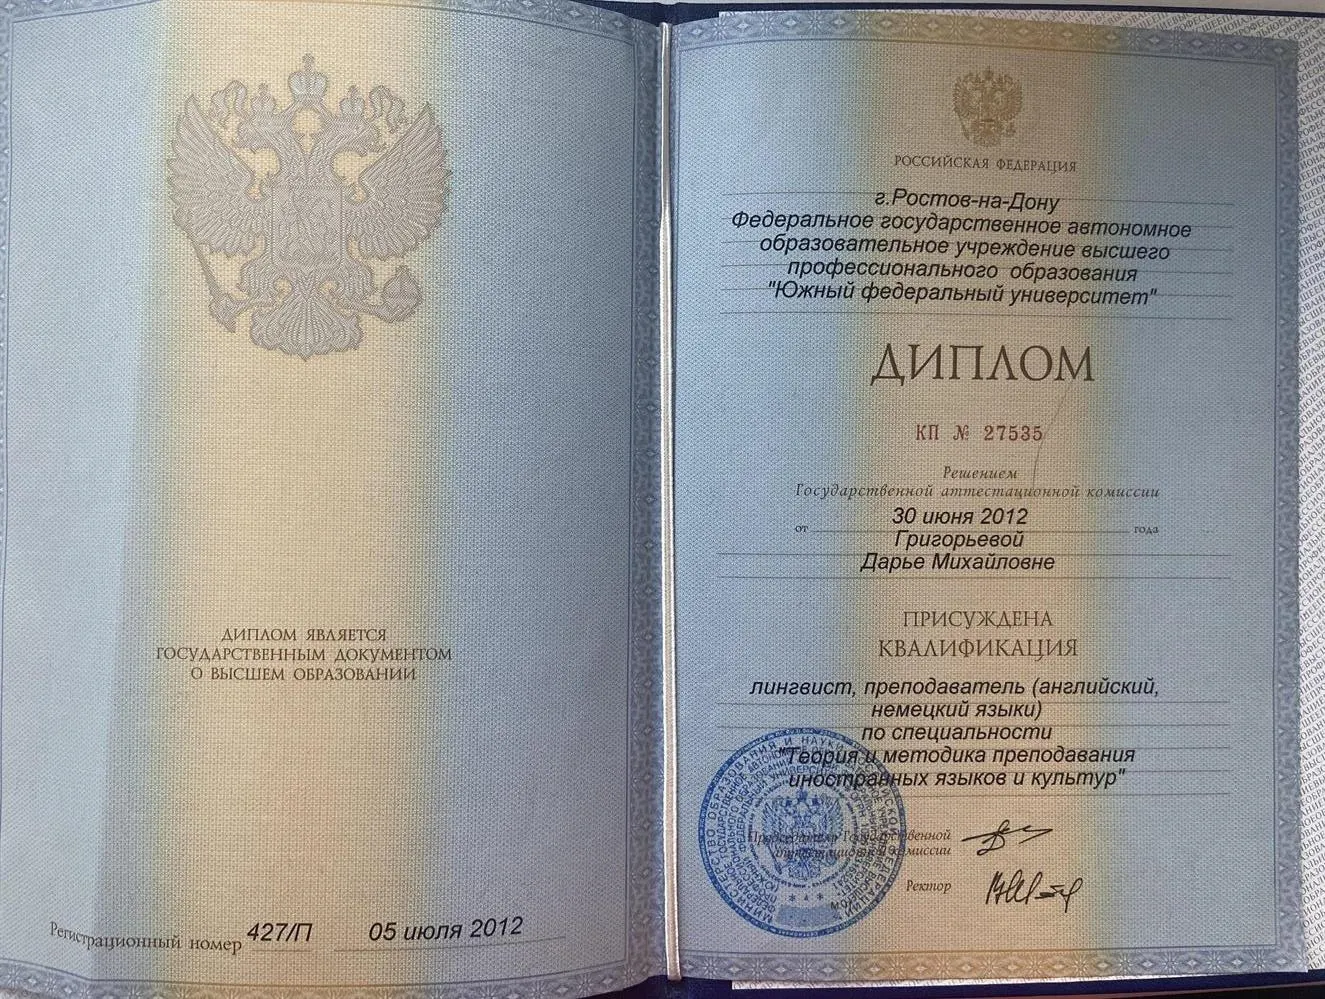 ДИПЛОМ ЯВЛЯЕТСЯ
ГОСУДАРСТВЕННЫМ ДОКУМЕНТОМ
О ВЫСШЕМ ОБРАЗОВАНИИ
Регистрационный номер 427/П 05 июля 2012
РОССИЙСКАЯ ФЕДЕРАЦИЯ
г.Ростов-на-Дону
Федеральное государственное автономное
образовательное учреждение высшего
профессионального образования
"Южный федеральный университет"
ДИПЛОМ
КП № 27535
Решением
Государственной аттестационной комиссии
от 30 июня 2012 года
Григорьевой
Дарье Михайловне
ПРИСУЖДЕНА
КВАЛИФИКАЦИЯ
лингвист, преподаватель (английский,
немецкий языки)
по специальности
"Теория и методика преподавания
иностранных языков и культур"
Председатель Государственной
аттестационной комиссии
Ректор